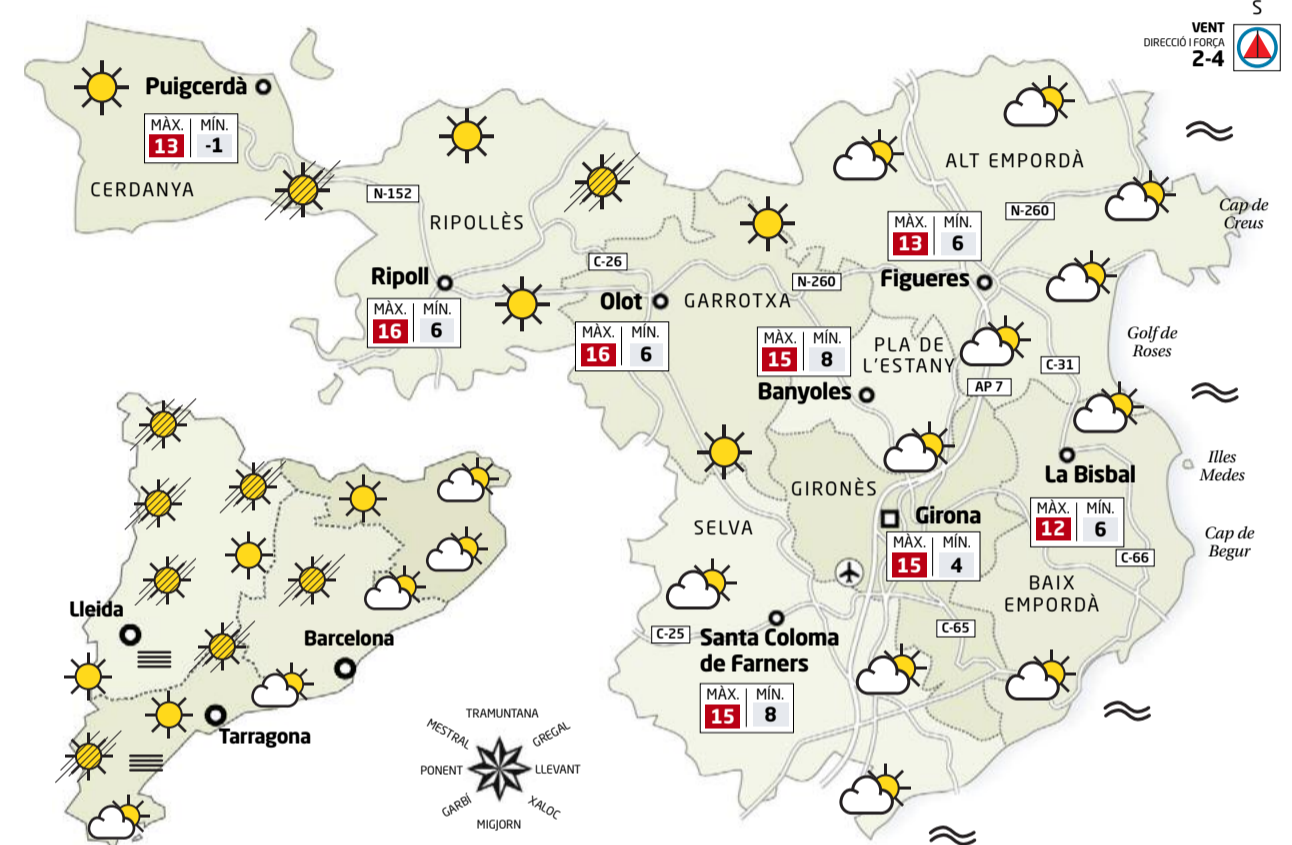 S
VENT
DIRECCIÓ I FORÇA
2-4
Puigcerdà
MÀX. MÍN.
13 -1
CERDANYA
N-152
RIPOLLÈS
ALT EMPORDÀ
Cap de
Creus
N-260
MÀX. MÍN.
13 6
Figueres
C-26
N-260
Ripoll
MÀX. MÍN.
16 6
Olot
GARROTXA
MÀX. MÍN.
16 6
MÀX. MÍN.
15 8
Banyoles
PLA DE
L'ESTANY
AP 7
C-31
Golf de
Roses
La Bisbal
Illes
Medes
MÀX. MÍN.
12 6
Cap de
Begur
C-66
GIRONÈS
Girona
MÀX. MÍN.
15 4
SELVA
BAIX
EMPORDÀ
C-25
Santa Coloma
de Farners
C-65
MÀX. MÍN.
15 8
Lleida
Barcelona
Tarragona
TRAMUNTANA
MESTRAL
GREGAL
PONENT
LLEVANT
GARBÍ
XALOC
MIGJORN